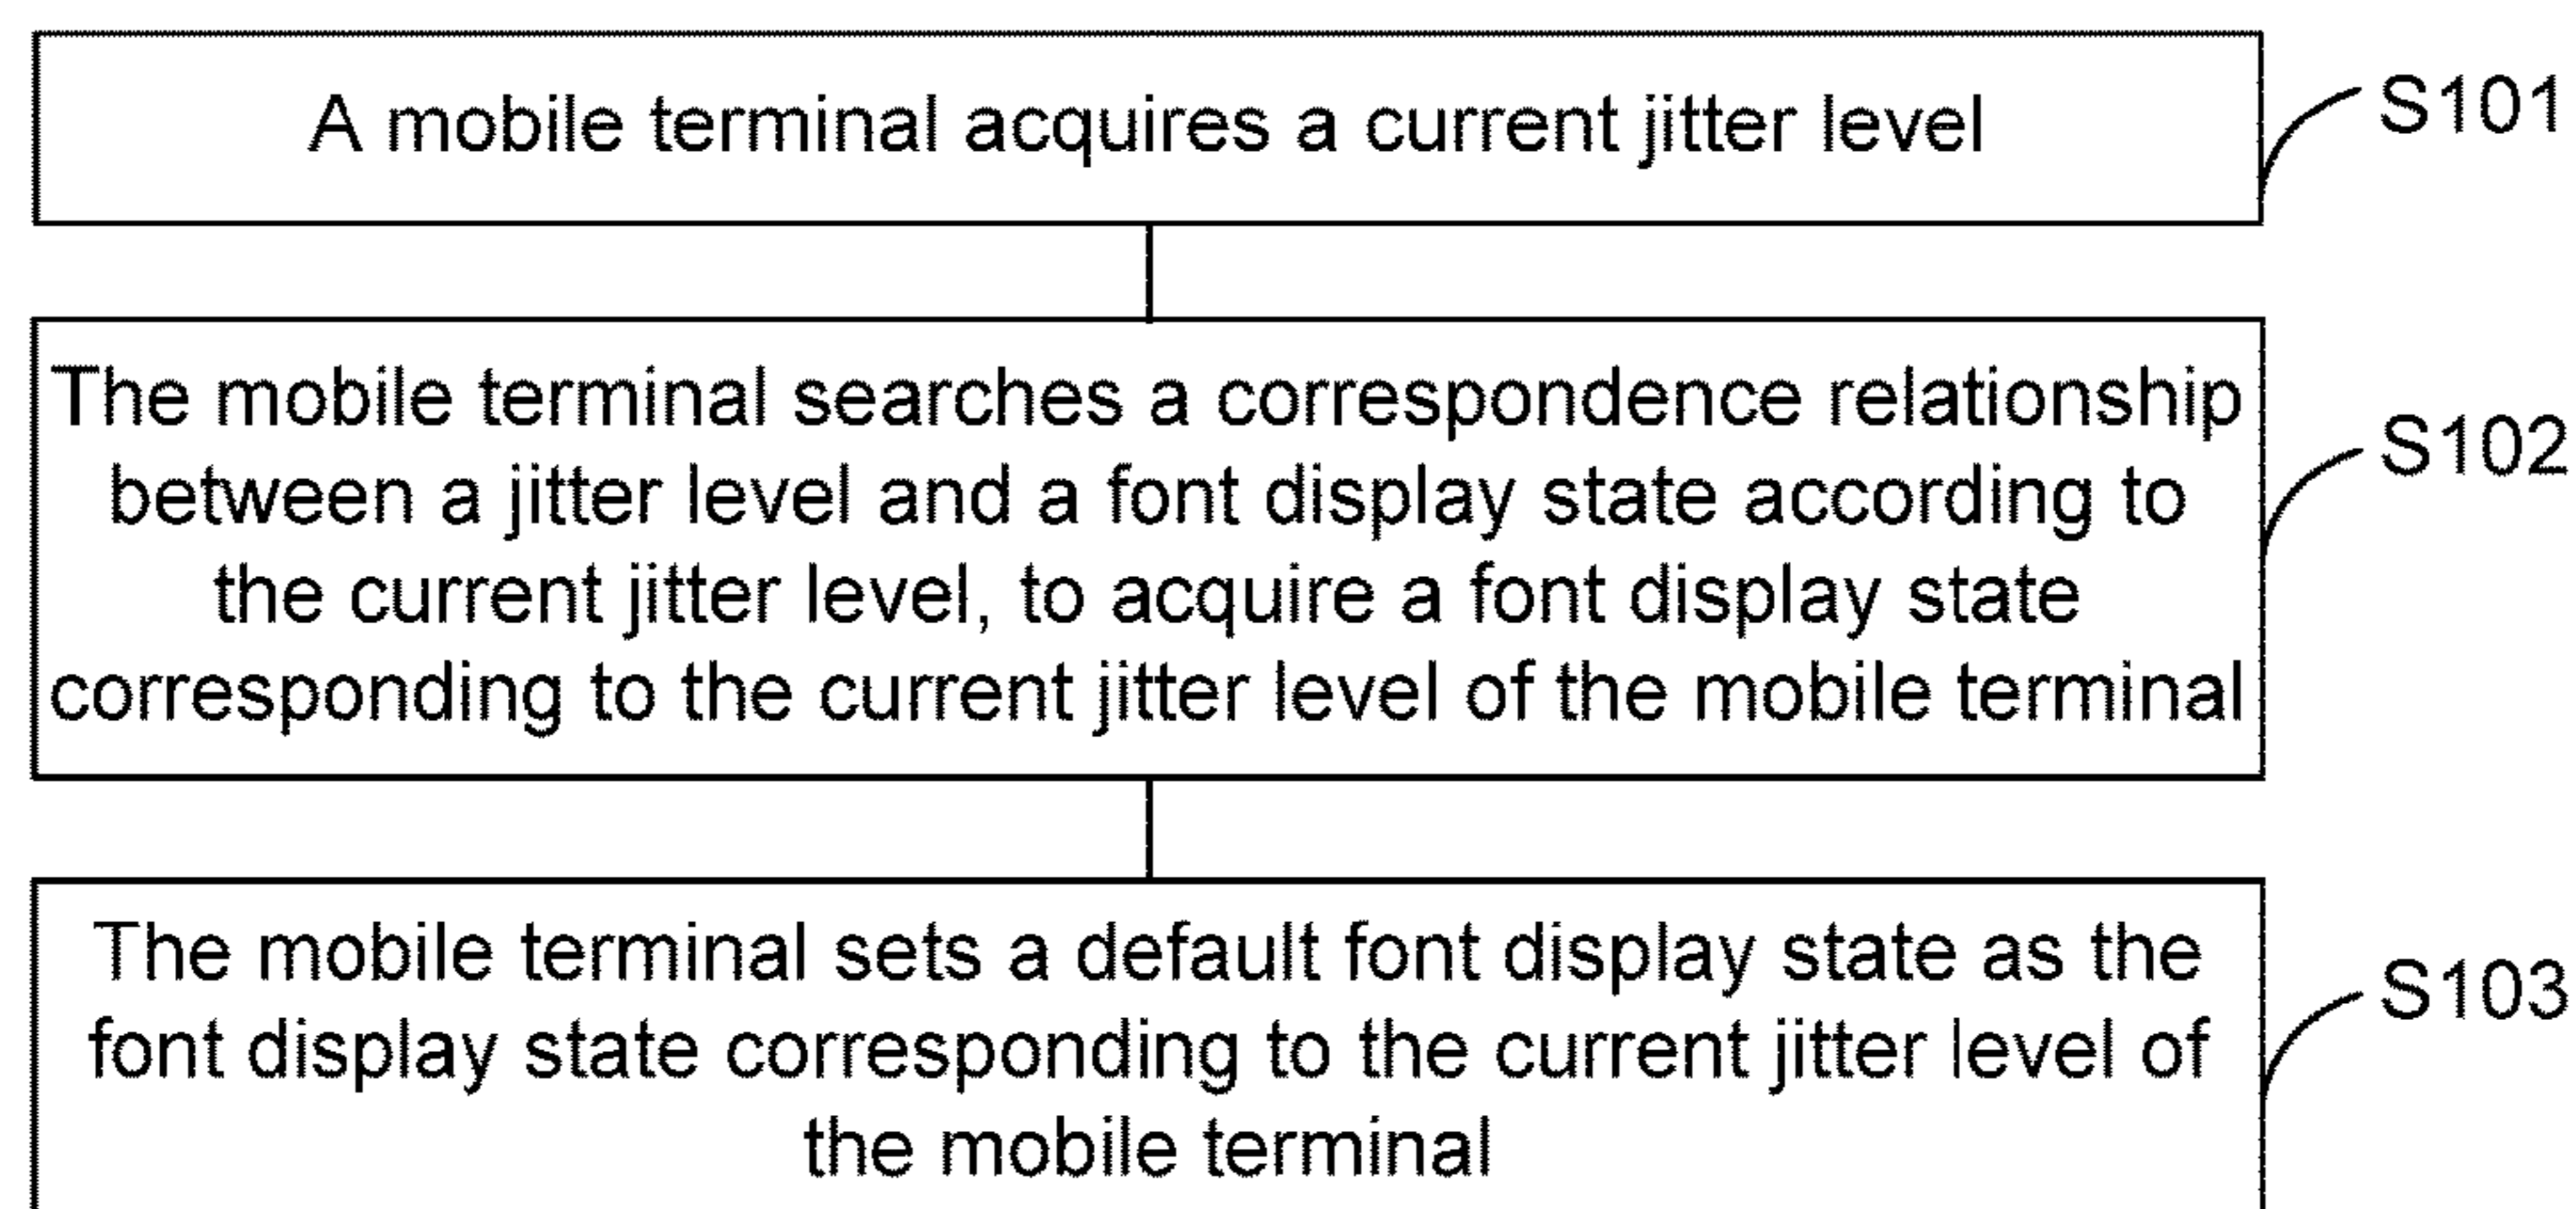 A mobile terminal acquires a current jitter level
S101
The mobile terminal searches a correspondence relationship
between a jitter level and a font display state according to
the current jitter level, to acquire a font display state
corresponding to the current jitter level of the mobile terminal
S102
The mobile terminal sets a default font display state as the
font display state corresponding to the current jitter level of
the mobile terminal
S103